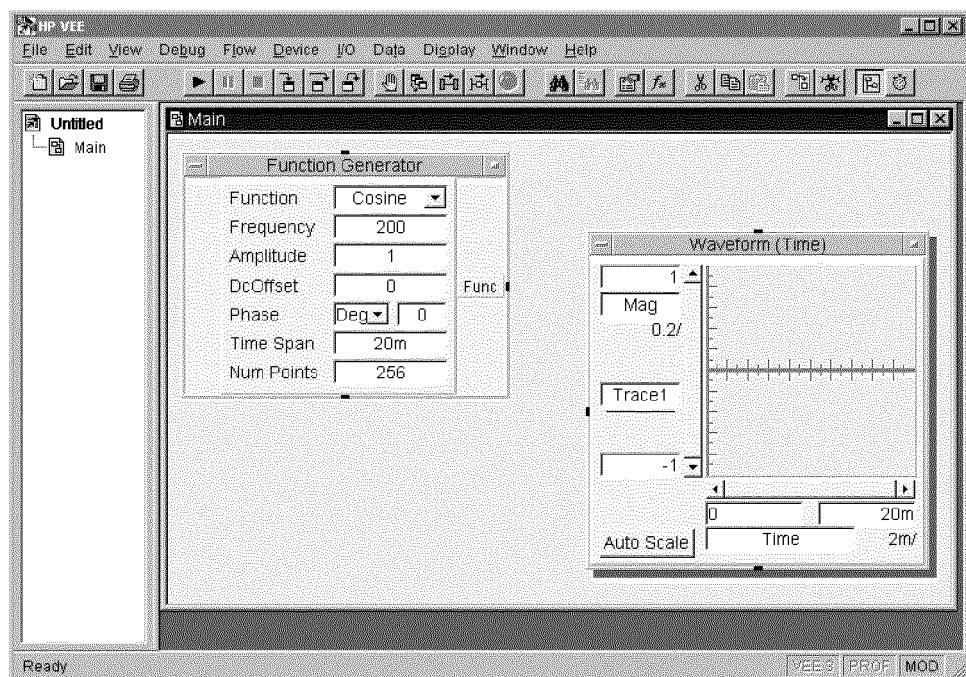 HP VEE
File Edit View Debug Flow Device I/O Data Display Window Help
Untitled
Main
Main
Function Generator
Function Cosine
Frequency 200
Amplitude 1
DcOffset 0
Phase Deg 0
Time Span 20m
Num Points 256
Func
Waveform (Time)
1
Mag
0.2/
Trace1
-1
0 20m
Auto Scale Time 2m/
Ready VEE 3 PROF MOD